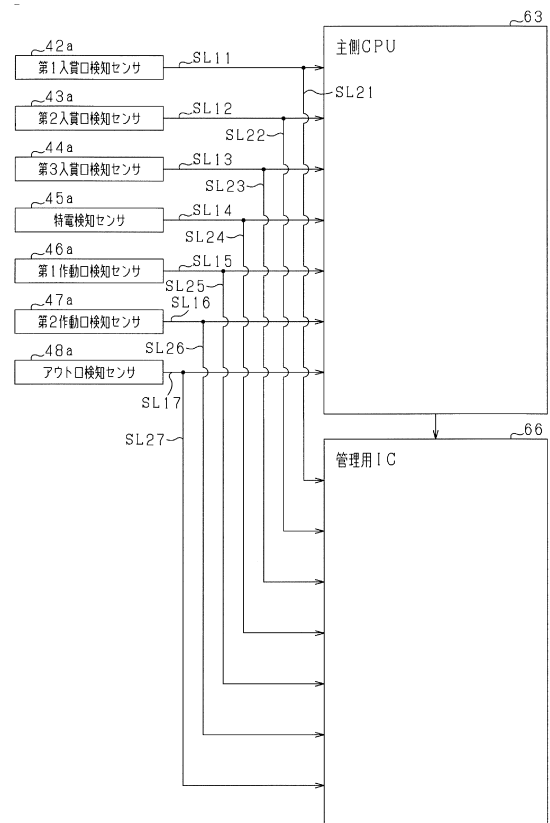 63
主側CPU
42a
第1入賞口検知センサ
SL11
SL21
43a
第2入賞口検知センサ
SL12
SL22
44a
第3入賞口検知センサ
SL13
SL23
45a
特電検知センサ
SL14
SL24
46a
第1作動口検知センサ
SL15
SL25
47a
第2作動口検知センサ
SL16
SL26
48a
アウト口検知センサ
SL17
SL27
66
管理用IC